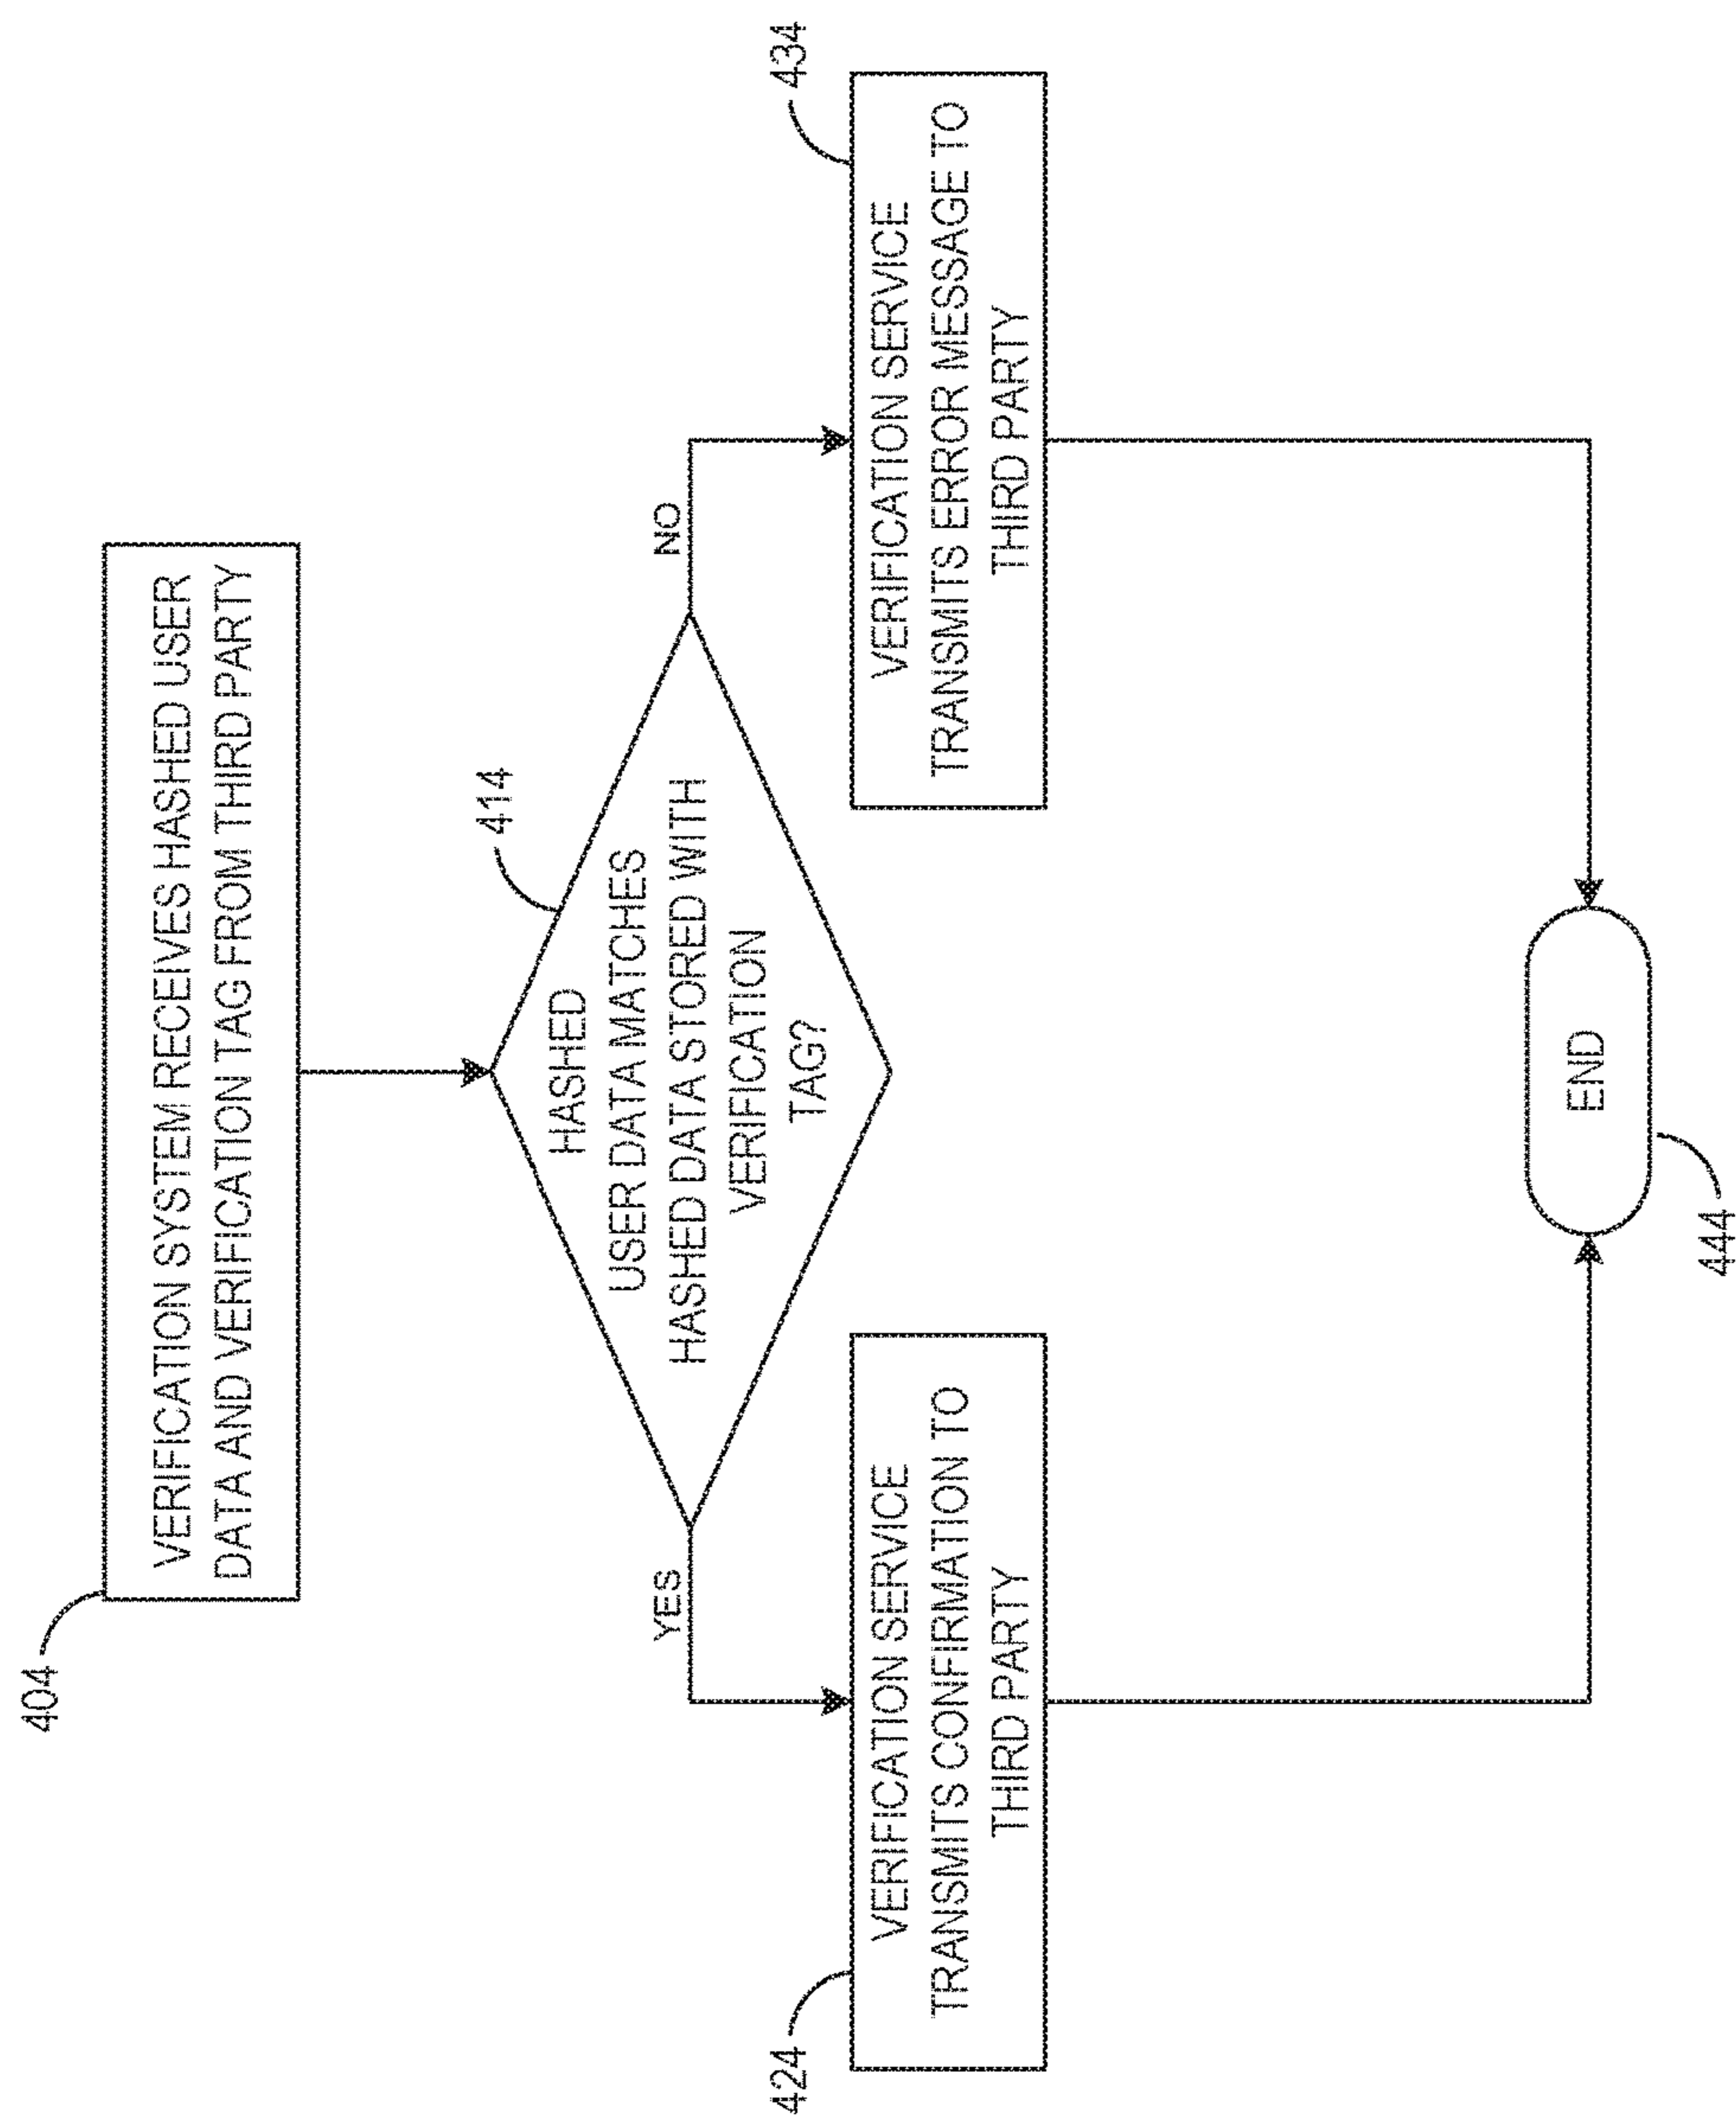 404
VERIFICATION SYSTEM RECEIVES HASHED USER
DATA AND VERIFICATION TAG FROM THIRD PARTY
414
HASHED
USER DATA MATCHES
HASHED DATA STORED WITH
VERIFICATION
TAG?
YES
NO
424
VERIFICATION SERVICE
TRANSMITS CONFIRMATION TO
THIRD PARTY
434
VERIFICATION SERVICE
TRANSMITS ERROR MESSAGE TO
THIRD PARTY
END
444